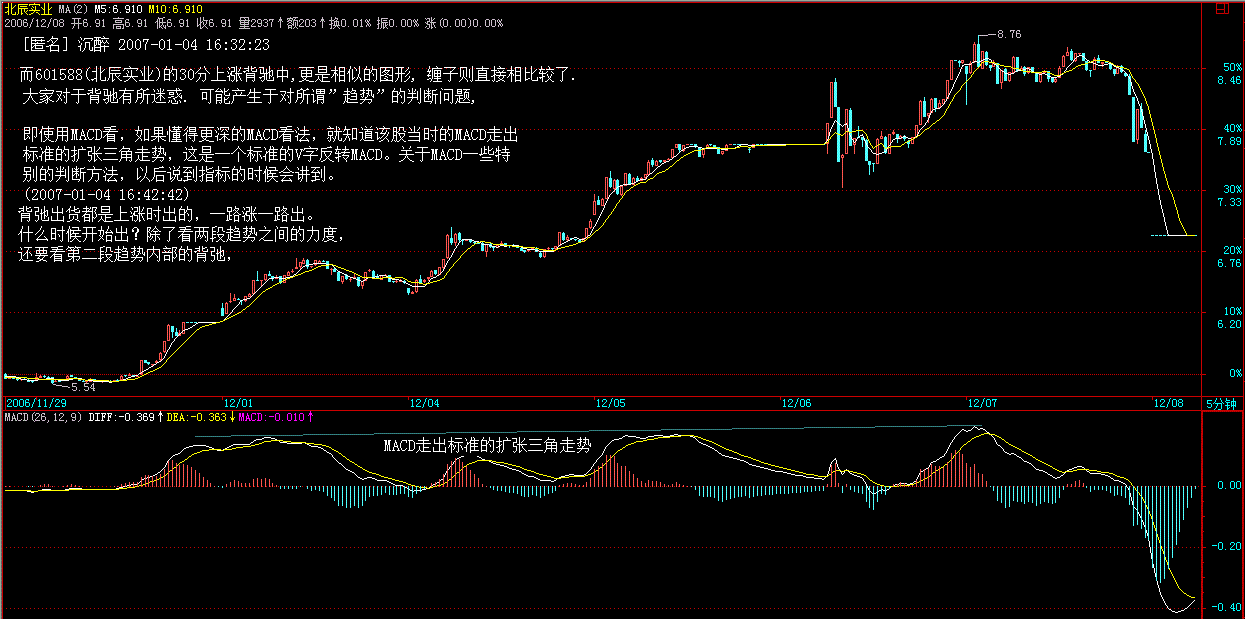 北辰实业 MA(2) M5:6.910 M10:6.910
2006/12/08 开6.91 高6.91 低6.91 收6.91 量2937↑额203↑换0.01% 振0.00% 涨(0.00)0.00%
[匿名] 沉醉 2007-01-04 16:32:23
8.76
而601588(北辰实业)的30分上涨背驰中,更是相似的图形, 缠子则直接相比较了.
大家对于背驰有所迷惑. 可能产生于对所谓”趋势”的判断问题,
即使用MACD看，如果懂得更深的MACD看法，就知道该股当时的MACD走出
标准的扩张三角走势，这是一个标准的V字反转MACD。关于MACD一些特
别的判断方法，以后说到指标的时候会讲到。
(2007-01-04 16:42:42)
背弛出货都是上涨时出的，一路涨一路出。
什么时候开始出？除了看两段趋势之间的力度，
还要看第二段趋势内部的背弛，
日
50%
8.46
40%
7.89
30%
7.33
20%
6.76
10%
6.20
0%
5.54
2006/11/29 12/01 12/04 12/05 12/06 12/07 12/08 5分钟
MACD(26,12,9) DIFF:-0.369↑DEA:-0.363↓MACD:-0.010↑
MACD走出标准的扩张三角走势
0.00
-0.20
-0.40